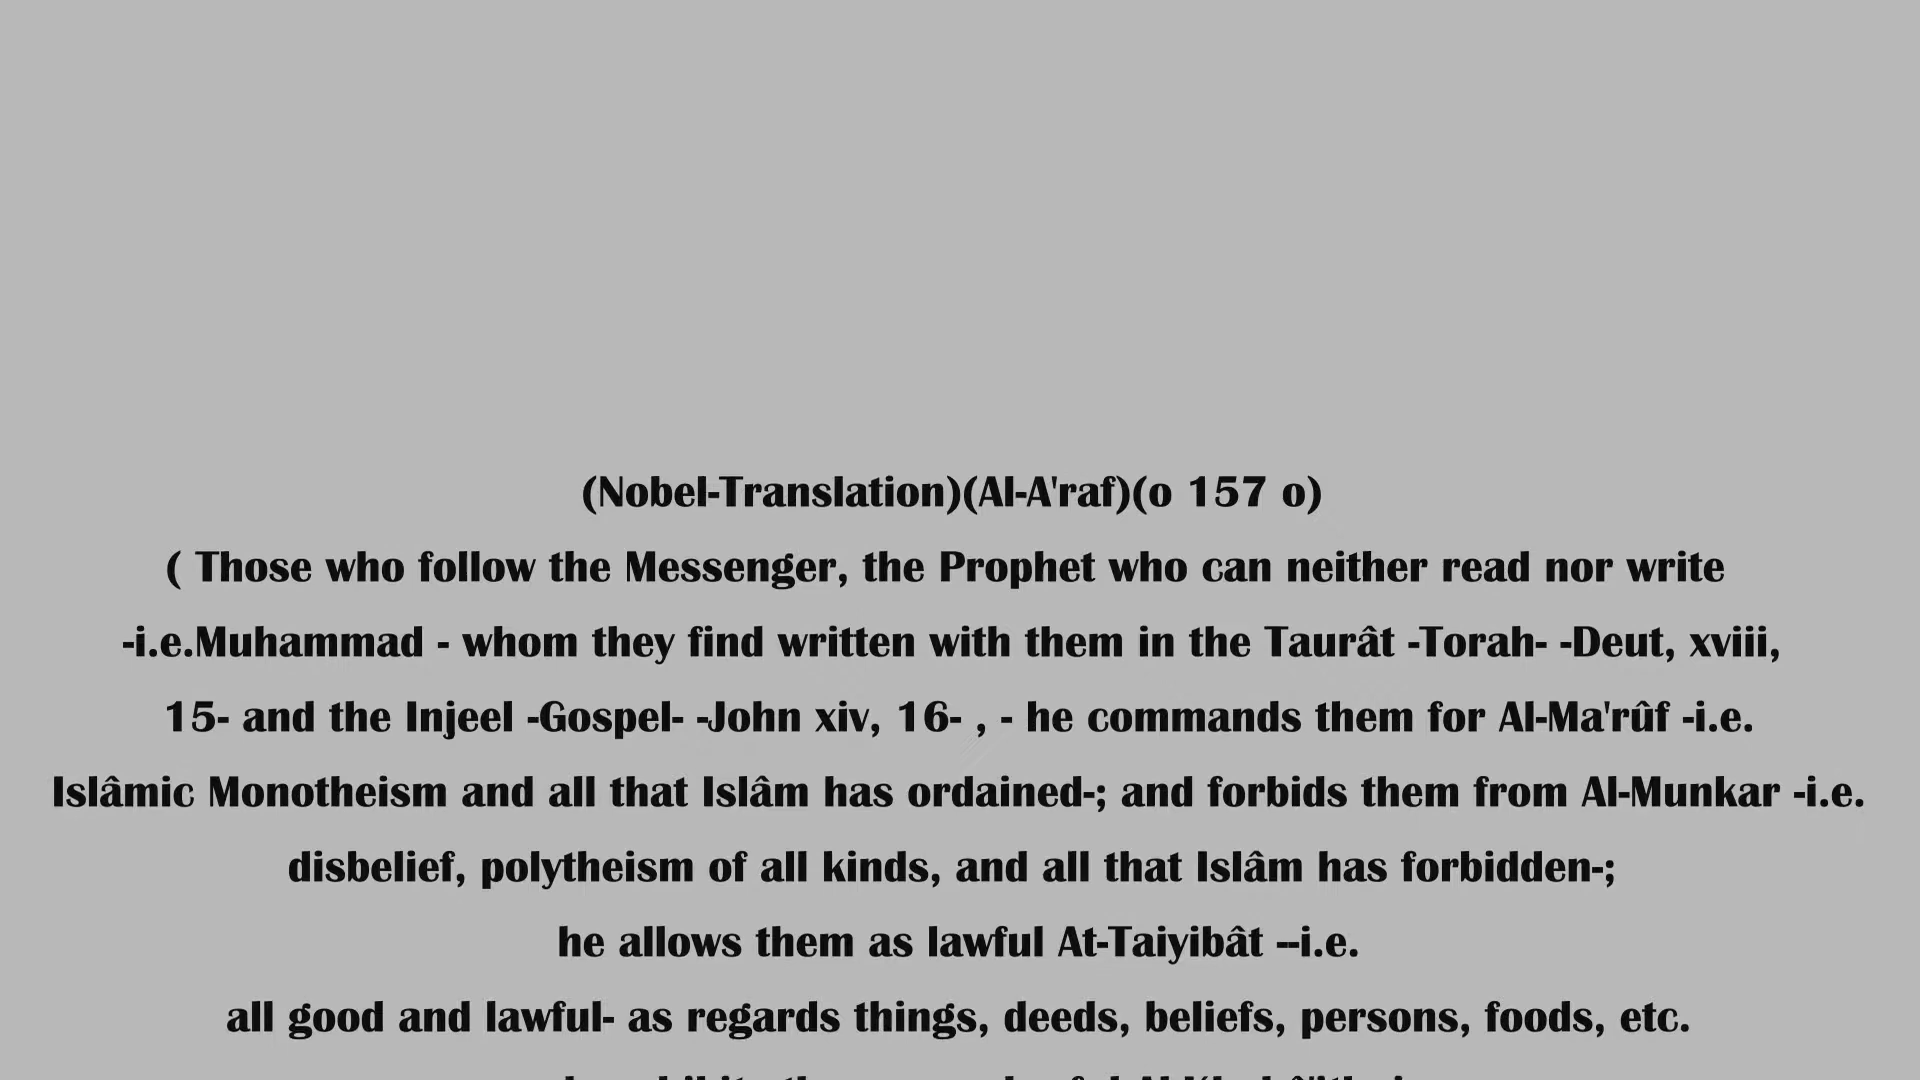 (Nobel-Translation)(Al-A'raf)(o 157 o)
( Those who follow the Messenger, the Prophet who can neither read nor write
-i.e.Muhammad - whom they find written with them in the Taurât -Torah- -Deut, xviii,
15- and the Injeel -Gospel- -John xiv, 16- , - he commands them for Al-Ma'rûf -i.e.
Islâmic Monotheism and all that Islâm has ordained-; and forbids them from Al-Munkar -i.e.
disbelief, polytheism of all kinds, and all that Islâm has forbidden-;
he allows them as lawful At-Taiyibât --i.e.
all good and lawful- as regards things, deeds, beliefs, persons, foods, etc.